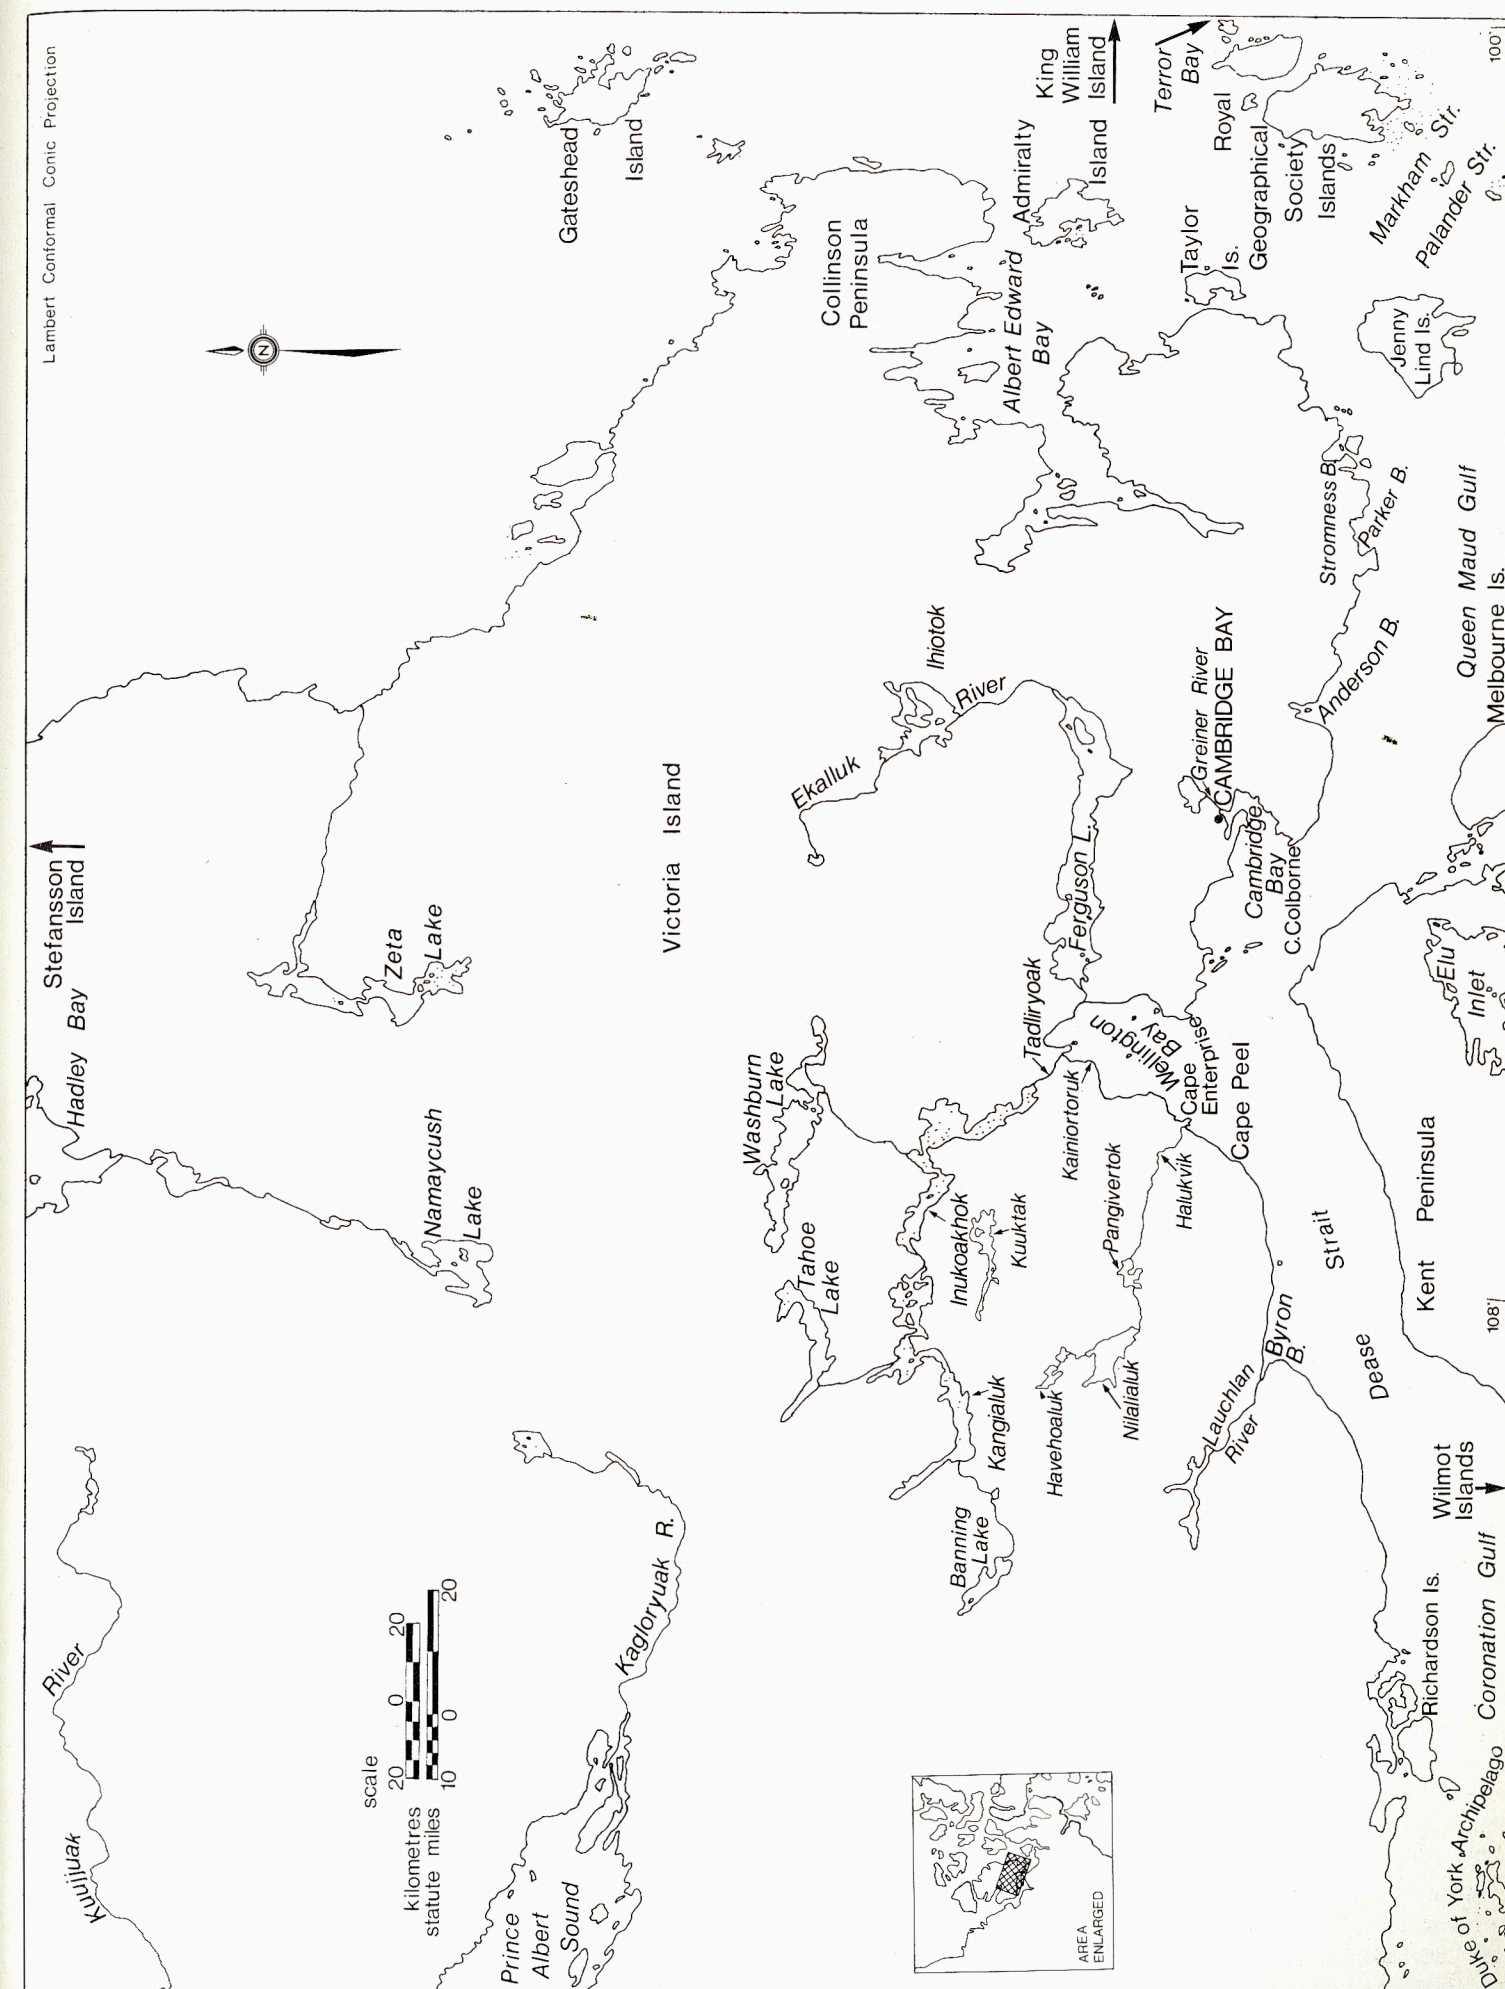 Lambert Conformal Conic Projection
N
Stefansson
Island
Hadley Bay
Kuujjuak
River
Namaycush
Lake
Zeta
Lake
Gateshead
Island
scale
20 0 20
kilometres
statute miles
10 0 20
Prince
Albert
Sound
Kagloryuak R.
Victoria Island
Collinson
Peninsula
Washburn
Lake
Tahoe
Lake
Ekalluk
River
Ihiotok
Albert Edward
Bay
Admiralty
Island
King
William
Island
Terror
Bay
Royal
Geographical
Society
Islands
Taylor
Is.
Markham Str.
Palander Str.
Jenny
Lind Is.
Banning
Lake
Kangialuk
Inukoakhok
Kuuktak
Tadliryoak
Ferguson L.
Kainiortoruk
Wellington
Bay
Havehoaluk
Nilalialuk
Pangivertok
Halukvik
Cape
Enterprise
Cape Peel
Greiner River
CAMBRIDGE BAY
Cambridge
Bay
C.Colborne
Anderson B.
Stromness B.
Parker B.
Queen Maud Gulf
Melbourne Is.
Lauchlan
River
Byron
B.
Dease
Strait
Kent Peninsula
Elu
Inlet
Wilmot
Islands
Richardson Is.
Coronation Gulf
Duke of York Archipelago
108°
100°
AREA
ENLARGED